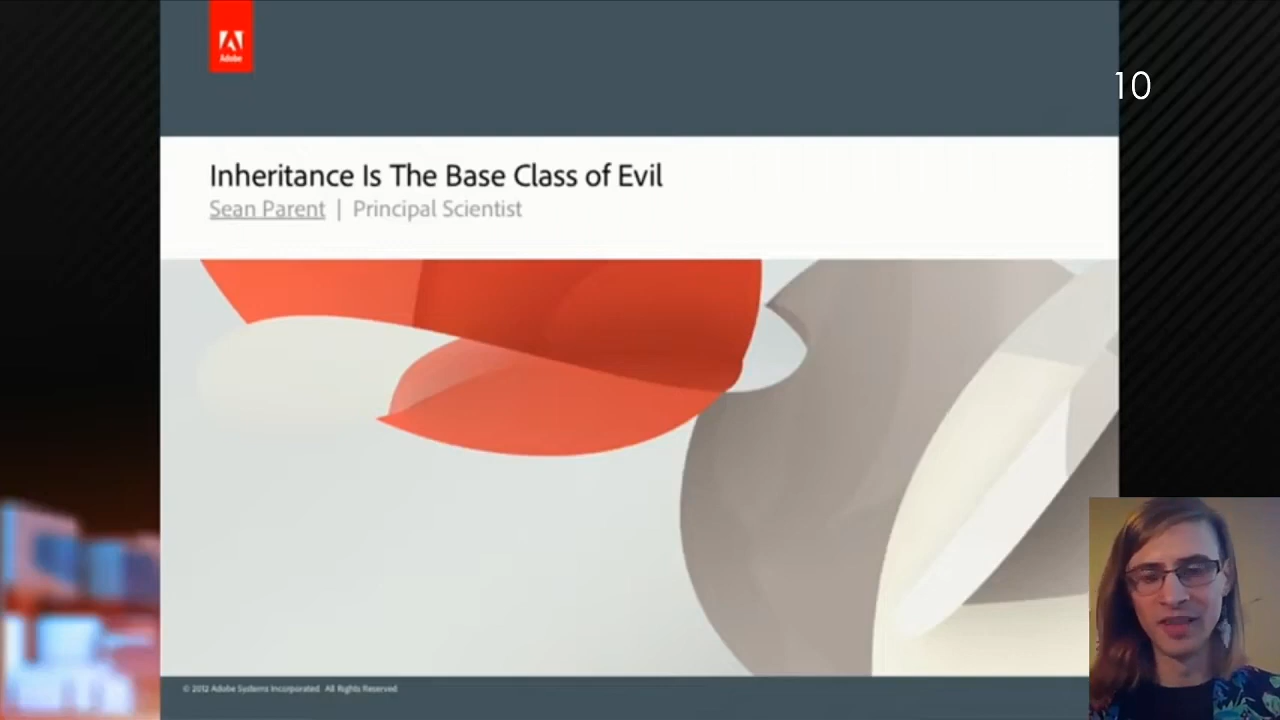 Adobe
10
Inheritance Is The Base Class of Evil
Sean Parent | Principal Scientist
© 2012 Adobe Systems Incorporated. All Rights Reserved.